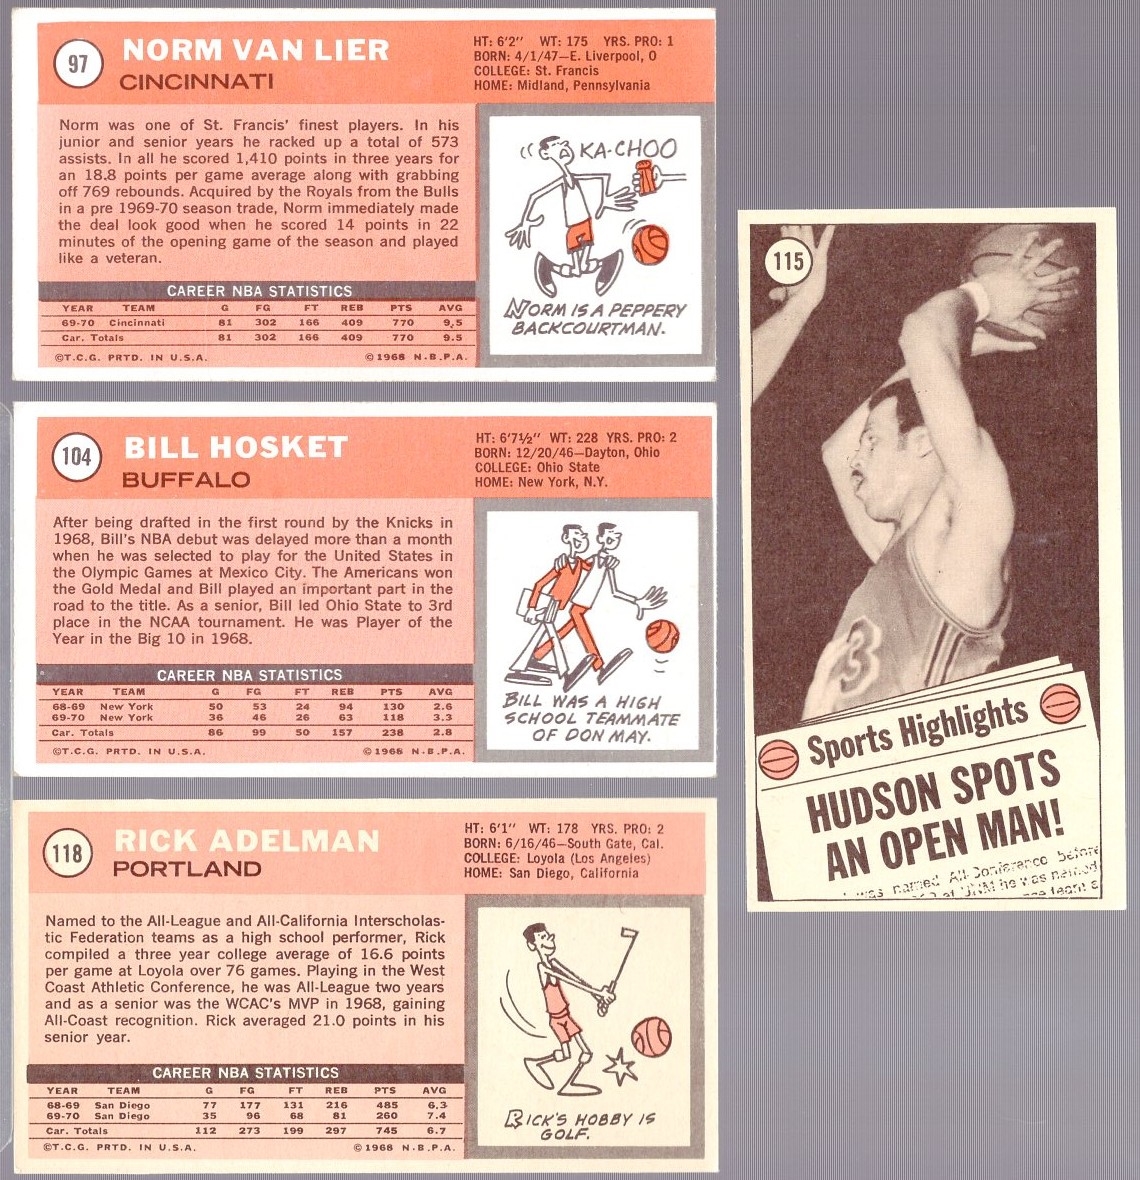 97
NORM VAN LIER
CINCINNATI
HT: 6'2" WT: 175 YRS. PRO: 1
BORN: 4/1/47—E. Liverpool, O
COLLEGE: St. Francis
HOME: Midland, Pennsylvania
Norm was one of St. Francis' finest players. In his
junior and senior years he racked up a total of 573
assists. In all he scored 1,410 points in three years for
an 18.8 points per game average along with grabbing
off 769 rebounds. Acquired by the Royals from the Bulls
in a pre 1969-70 season trade, Norm immediately made
the deal look good when he scored 14 points in 22
minutes of the opening game of the season and played
like a veteran.
CAREER NBA STATISTICS
YEAR TEAM G FG FT REB PTS AVG
69-70 Cincinnati 81 302 166 409 770 9.5
Car. Totals 81 302 166 409 770 9.5
©T.C.G. PRTD. IN U.S.A. ©1968 N.B.P.A.
KA-CHOO
NORM IS A PEPPERY
BACKCOURTMAN.
104
BILL HOSKET
BUFFALO
HT: 6'7½" WT: 228 YRS. PRO: 2
BORN: 12/20/46—Dayton, Ohio
COLLEGE: Ohio State
HOME: New York, N.Y.
After being drafted in the first round by the Knicks in
1968, Bill's NBA debut was delayed more than a month
when he was selected to play for the United States in
the Olympic Games at Mexico City. The Americans won
the Gold Medal and Bill played an important part in the
road to the title. As a senior, Bill led Ohio State to 3rd
place in the NCAA tournament. He was Player of the
Year in the Big 10 in 1968.
CAREER NBA STATISTICS
YEAR TEAM G FG FT REB PTS AVG
68-69 New York 50 53 24 94 130 2.6
69-70 New York 36 46 26 63 118 3.3
Car. Totals 86 99 50 157 238 2.8
©T.C.G. PRTD. IN U.S.A. ©1968 N.B.P.A.
BILL WAS A HIGH
SCHOOL TEAMMATE
OF DON MAY.
118
RICK ADELMAN
PORTLAND
HT: 6'1" WT: 178 YRS. PRO: 2
BORN: 6/16/46—South Gate, Cal.
COLLEGE: Loyola (Los Angeles)
HOME: San Diego, California
Named to the All-League and All-California Interscholas-
tic Federation teams as a high school performer, Rick
compiled a three year college average of 16.6 points
per game at Loyola over 76 games. Playing in the West
Coast Athletic Conference, he was All-League two years
and as a senior was the WCAC's MVP in 1968, gaining
All-Coast recognition. Rick averaged 21.0 points in his
senior year.
CAREER NBA STATISTICS
YEAR TEAM G FG FT REB PTS AVG
68-69 San Diego 77 177 131 216 485 6.3
69-70 San Diego 35 96 68 81 260 7.4
Car. Totals 112 273 199 297 745 6.7
©T.C.G. PRTD. IN U.S.A. ©1968 N.B.P.A.
RICK'S HOBBY IS
GOLF.
115
3
Sports Highlights
HUDSON SPOTS
AN OPEN MAN!
was named All-Conference before
he was named